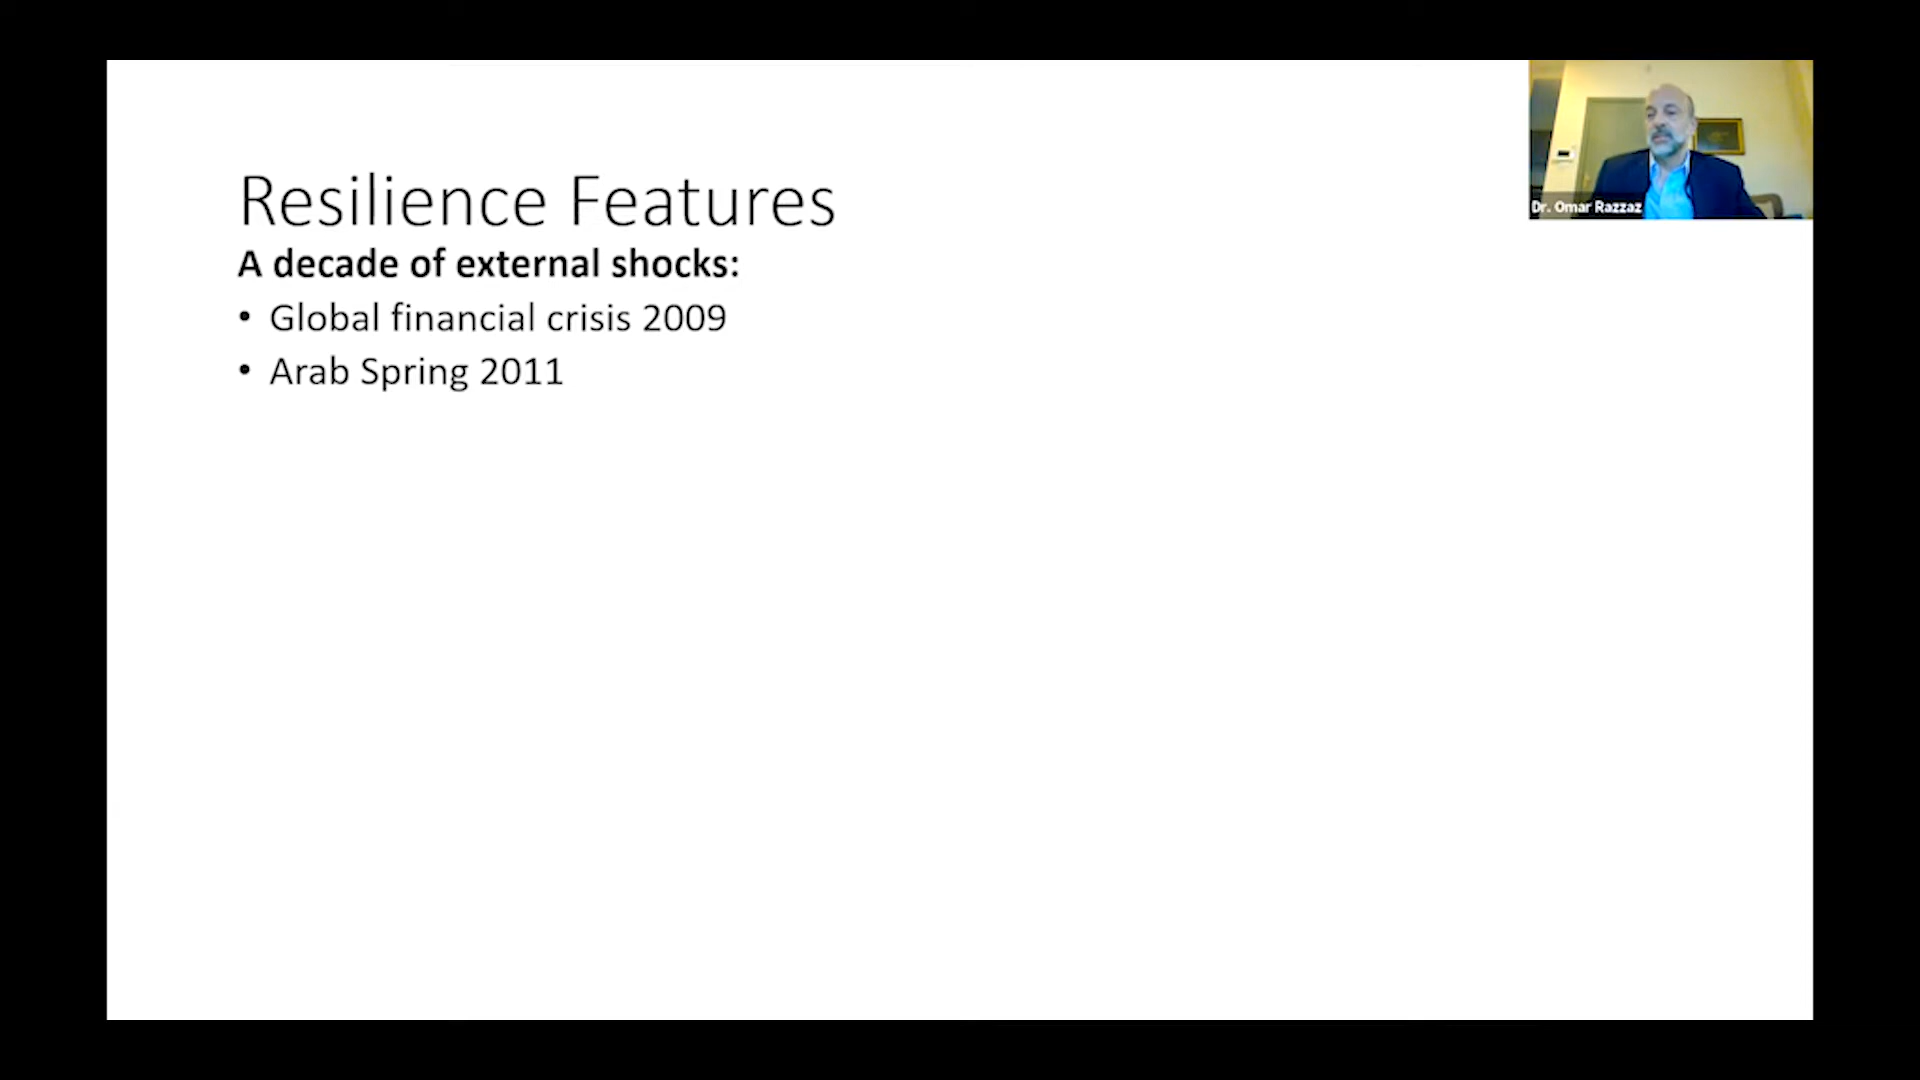 Resilience Features
A decade of external shocks:
• Global financial crisis 2009
• Arab Spring 2011
Dr. Omar Razzaz